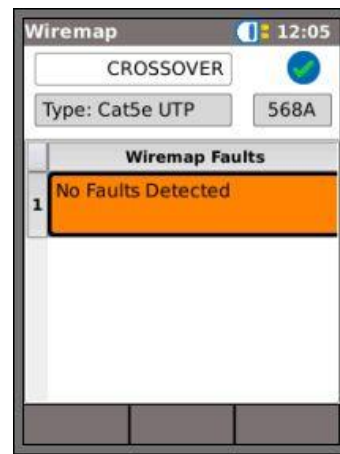 Wiremap 12:05
CROSSOVER
Type: Cat5e UTP 568A
Wiremap Faults
1 No Faults Detected